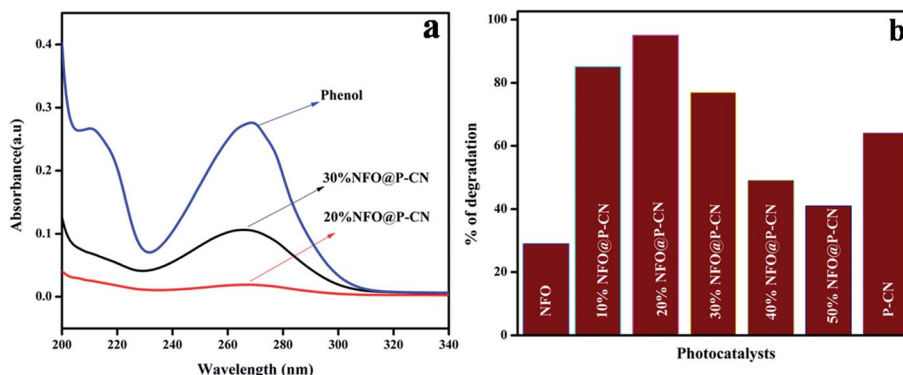 a
0.4
0.3
0.2
0.1
0.0
Absorbance(a.u)
Phenol
30%NFO@P-CN
20%NFO@P-CN
200 220 240 260 280 300 320 340
Wavelength (nm)
b
100
80
60
40
20
0
% of degradation
NFO
10% NFO@P-CN
20% NFO@P-CN
30% NFO@P-CN
40% NFO@P-CN
50% NFO@P-CN
P-CN
Photocatalysts